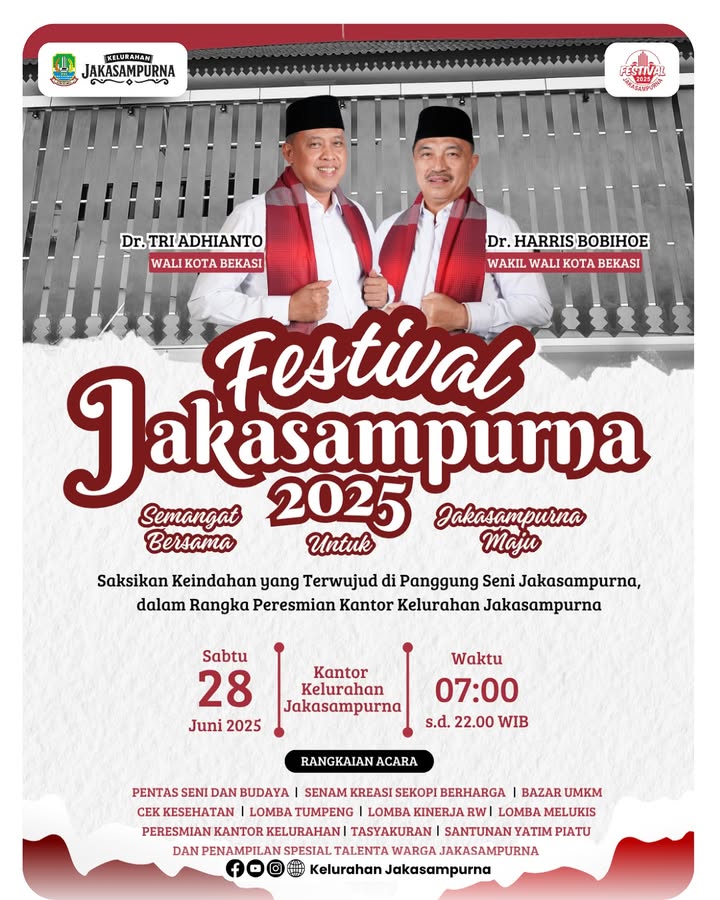 KELURAHAN
JAKASAMPURNA
FESTIVAL
2025
JAKASAMPURNA
Dr. TRI ADHIANTO
WALI KOTA BEKASI
Dr. HARRIS BOBIHOE
WAKIL WALI KOTA BEKASI
Festival
Jakasampurna
2025
Semangat
Bersama
Untuk
Jakasampurna
Maju
Saksikan Keindahan yang Terwujud di Panggung Seni Jakasampurna,
dalam Rangka Peresmian Kantor Kelurahan Jakasampurna
Sabtu
28
Juni 2025
Kantor
Kelurahan
Jakasampurna
Waktu
07:00
s.d. 22.00 WIB
RANGKAIAN ACARA
PENTAS SENI DAN BUDAYA | SENAM KREASI SEKOPI BERHARGA | BAZAR UMKM
CEK KESEHATAN | LOMBA TUMPENG | LOMBA KINERJA RW | LOMBA MELUKIS
PERESMIAN KANTOR KELURAHAN | TASYAKURAN | SANTUNAN YATIM PIATU
DAN PENAMPILAN SPESIAL TALENTA WARGA JAKASAMPURNA
Kelurahan Jakasampurna